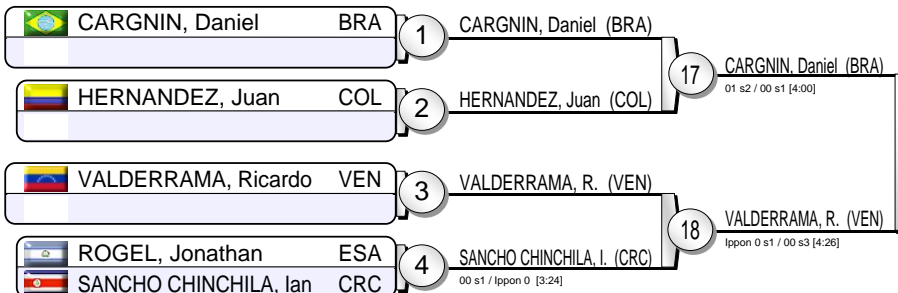 CARGNIN, Daniel BRA
1
CARGNIN, Daniel (BRA)
17
CARGNIN, Daniel (BRA)
01 s2 / 00 s1 [4:00]
HERNANDEZ, Juan COL
2
HERNANDEZ, Juan (COL)
VALDERRAMA, Ricardo VEN
3
VALDERRAMA, R. (VEN)
18
VALDERRAMA, R. (VEN)
Ippon 0 s1 / 00 s3 [4:26]
ROGEL, Jonathan ESA
SANCHO CHINCHILA, Ian CRC
4
SANCHO CHINCHILA, I. (CRC)
00 s1 / Ippon 0 [3:24]